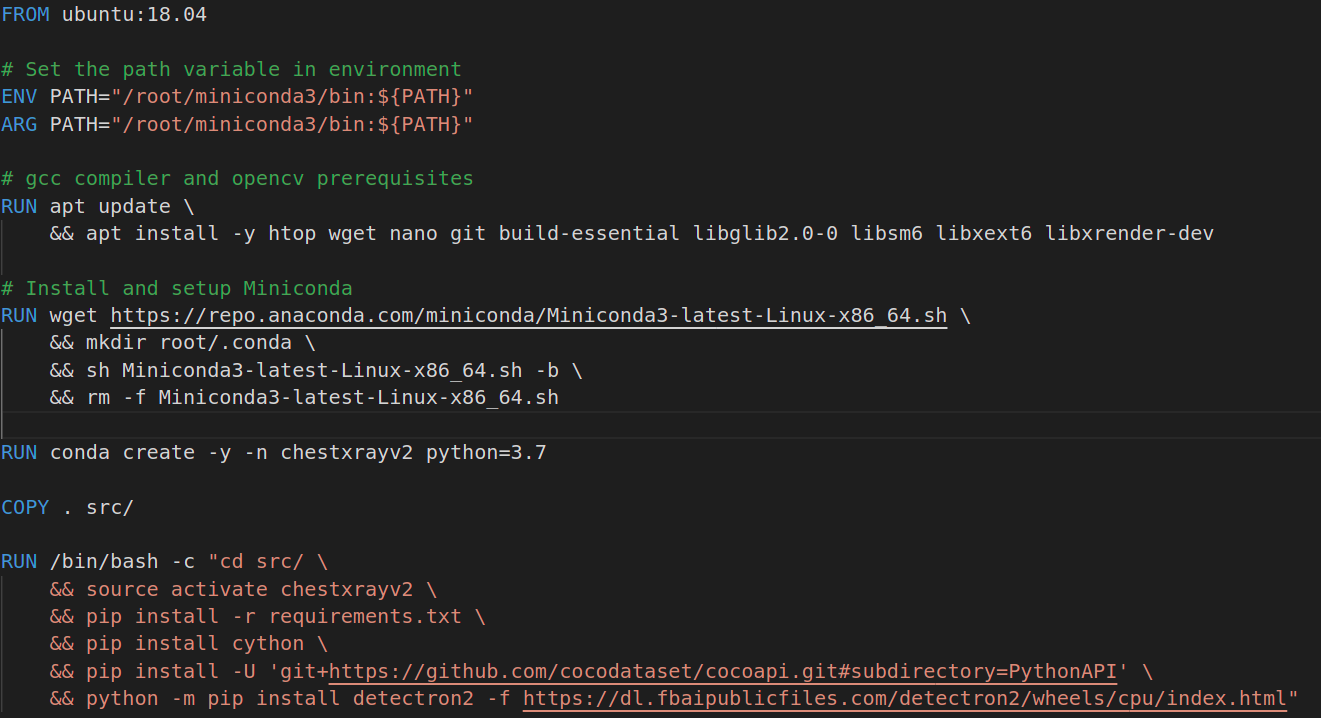 FROM ubuntu:18.04
# Set the path variable in environment
ENV PATH="/root/miniconda3/bin:${PATH}"
ARG PATH="/root/miniconda3/bin:${PATH}"
# gcc compiler and opencv prerequisites
RUN apt update \
&& apt install -y htop wget nano git build-essential libglib2.0-0 libsm6 libxext6 libxrender-dev
# Install and setup Miniconda
RUN wget https://repo.anaconda.com/miniconda/Miniconda3-latest-Linux-x86_64.sh \
&& mkdir root/.conda \
&& sh Miniconda3-latest-Linux-x86_64.sh -b \
&& rm -f Miniconda3-latest-Linux-x86_64.sh
RUN conda create -y -n chestxrayv2 python=3.7
COPY . src/
RUN /bin/bash -c "cd src/ \
&& source activate chestxrayv2 \
&& pip install -r requirements.txt \
&& pip install cython \
&& pip install -U 'git+https://github.com/cocodataset/cocoapi.git#subdirectory=PythonAPI' \
&& python -m pip install detectron2 -f https://dl.fbaipublicfiles.com/detectron2/wheels/cpu/index.html"